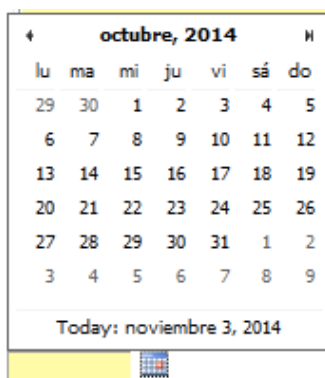 octubre, 2014
lu ma mi ju vi sá do
29 30 1 2 3 4 5
6 7 8 9 10 11 12
13 14 15 16 17 18 19
20 21 22 23 24 25 26
27 28 29 30 31 1 2
3 4 5 6 7 8 9
Today: noviembre 3, 2014